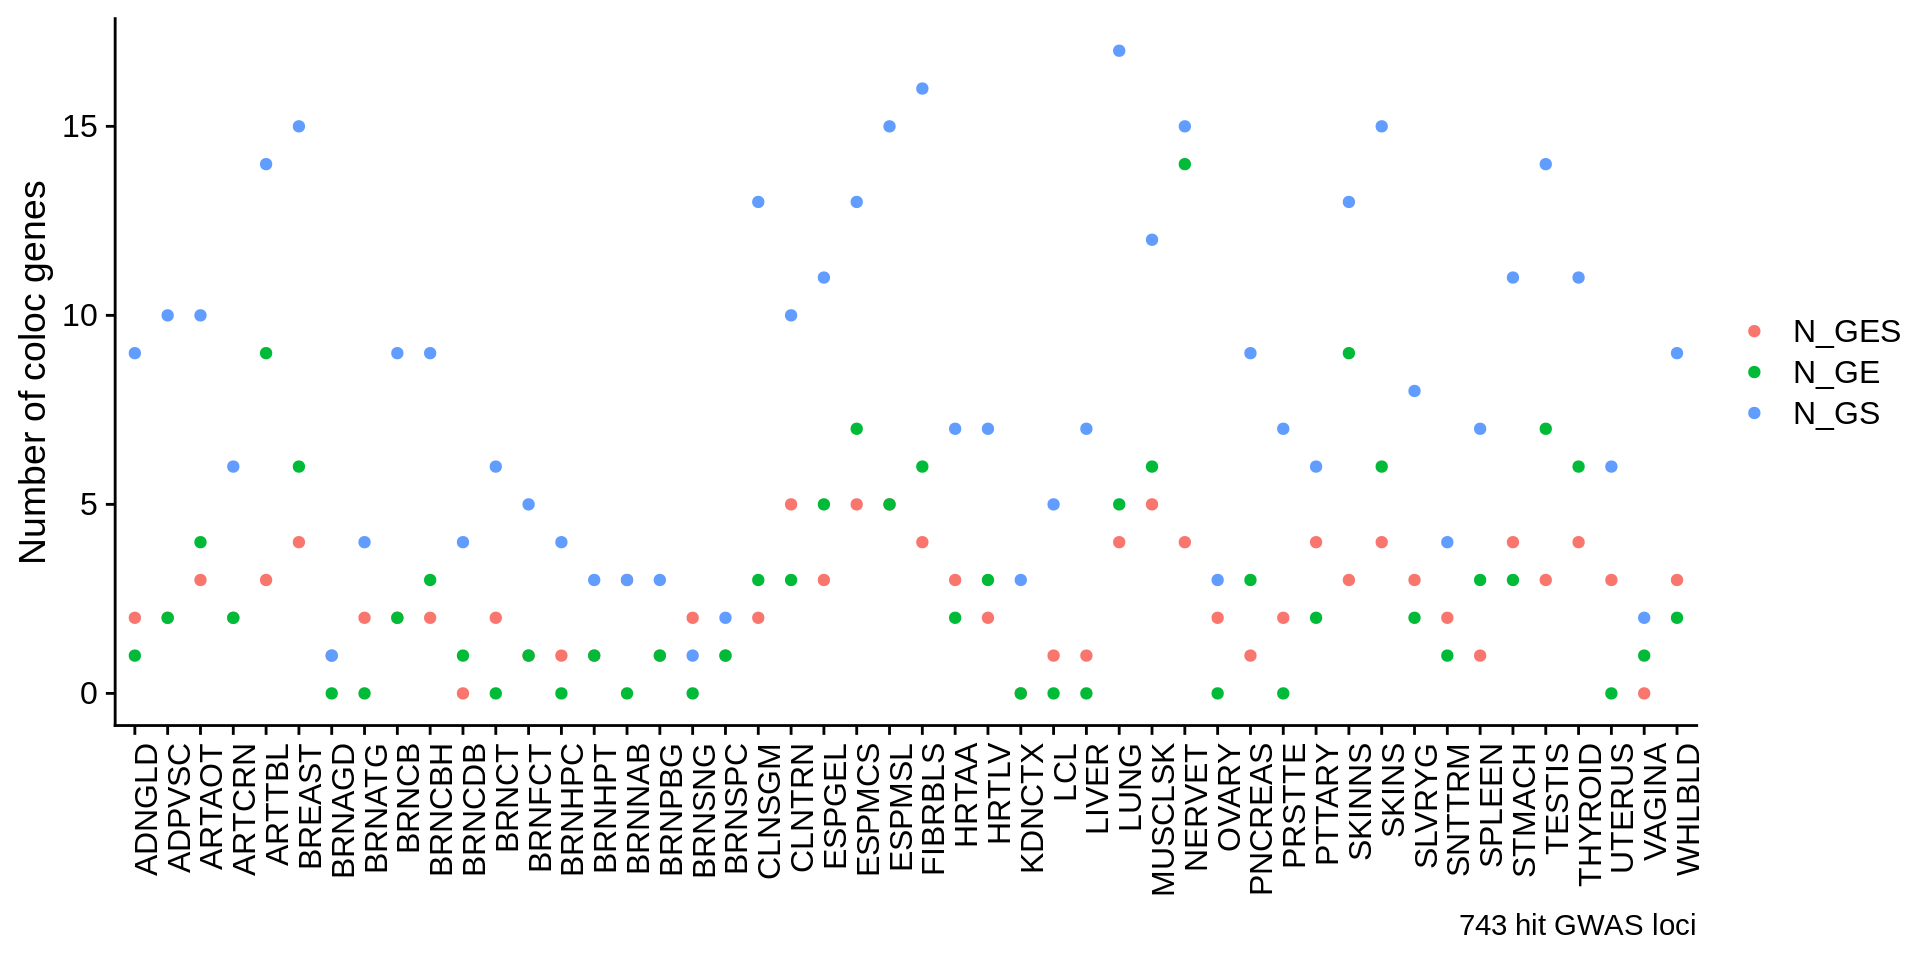 Number of coloc genes
15
10
5
0
ADNGLD
ADPVSC
ARTAOT
ARTCRN
ARTTBL
BREAST
BRNAGD
BRNATG
BRNCB
BRNCBH
BRNCDB
BRNCT
BRNFCT
BRNHPC
BRNHPT
BRNNAB
BRNPBG
BRNSNG
BRNSPC
CLNSGM
CLNTRN
ESPGEL
ESPMCS
ESPMSL
FIBRBLS
HRTAA
HRTLV
KDNCTX
LCL
LIVER
LUNG
MUSCLSK
NERVET
OVARY
PNCREAS
PRSTTE
PTTARY
SKINNS
SKINS
SLVRYG
SNTTRM
SPLEEN
STMACH
TESTIS
THYROID
UTERUS
VAGINA
WHLBLD
N_GES
N_GE
N_GS
743 hit GWAS loci